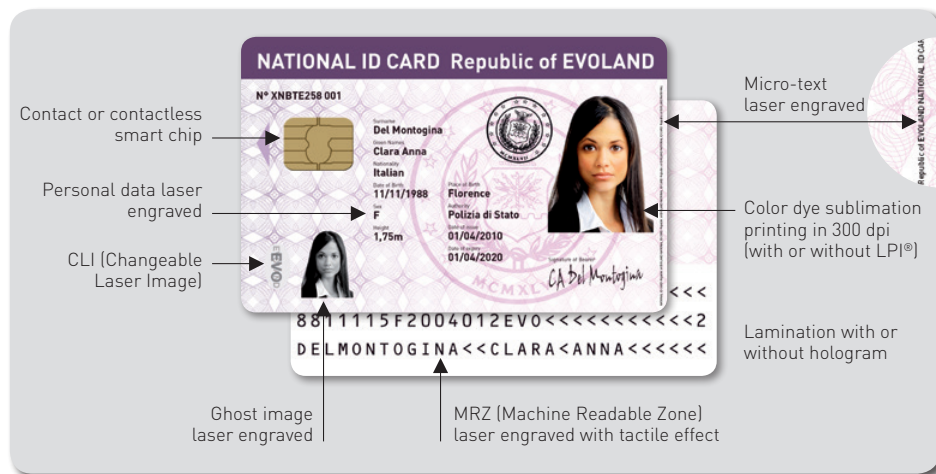 NATIONAL ID CARD Republic of EVOLAND
N° XNBTE258 001
Surname
Del Montogina
Given Names
Clara Anna
Nationality
Italian
Date of Birth
11/11/1988
Place of Birth
Florence
Sex
F
Authority
Polizia di Stato
Height
1,75m
Date of issue
01/04/2010
Date of expiry
01/04/2020
Signature of Bearer
CA Del Montogina
EVO
MCMXLVII
<<<
8811115F2004012EVO<<<<<<<<<<<2
DELMONTOGINA<<CLARA<ANNA<<<<<<
Contact or contactless
smart chip
Personal data laser
engraved
CLI (Changeable
Laser Image)
Ghost image
laser engraved
MRZ (Machine Readable Zone)
laser engraved with tactile effect
Micro-text
laser engraved
Republic of EVOLAND NATIONAL ID CAR
Color dye sublimation
printing in 300 dpi
(with or without LPI®)
Lamination with or
without hologram